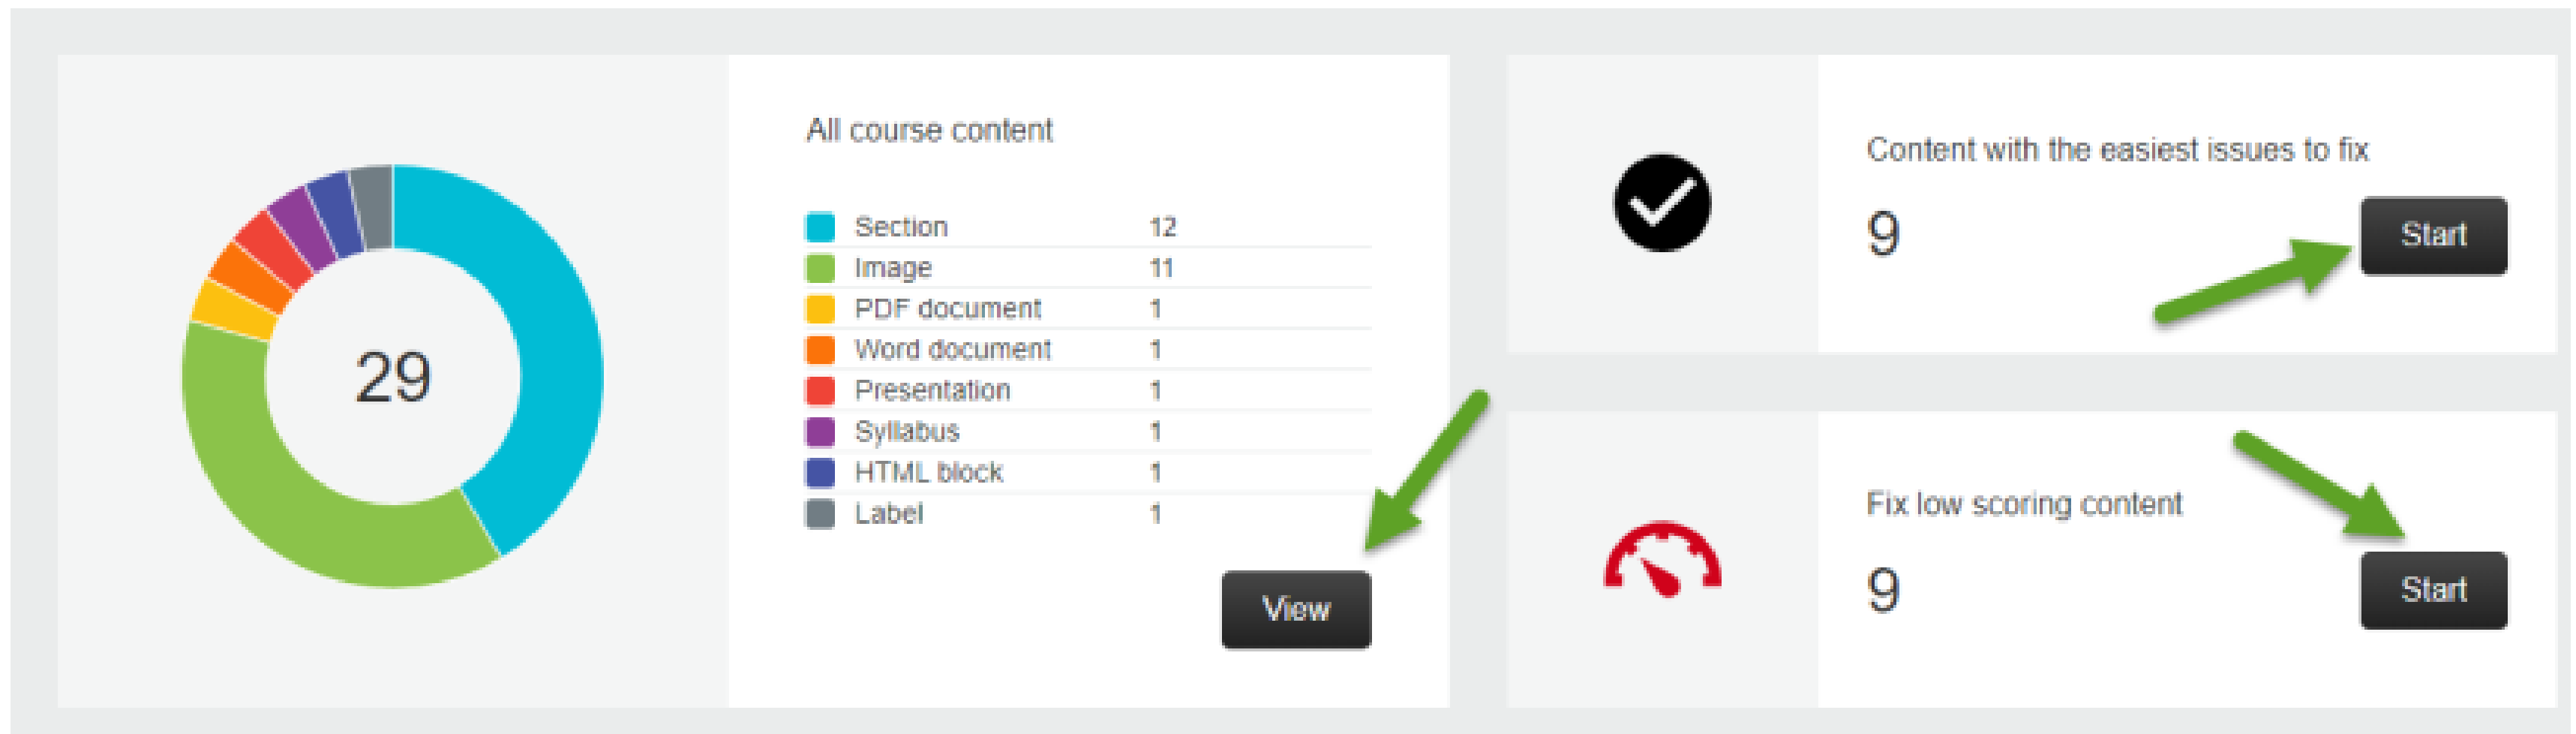 29
All course content
Section 12
Image 11
PDF document 1
Word document 1
Presentation 1
Syllabus 1
HTML block 1
Label 1
View
Content with the easiest issues to fix
9
Start
Fix low scoring content
9
Start